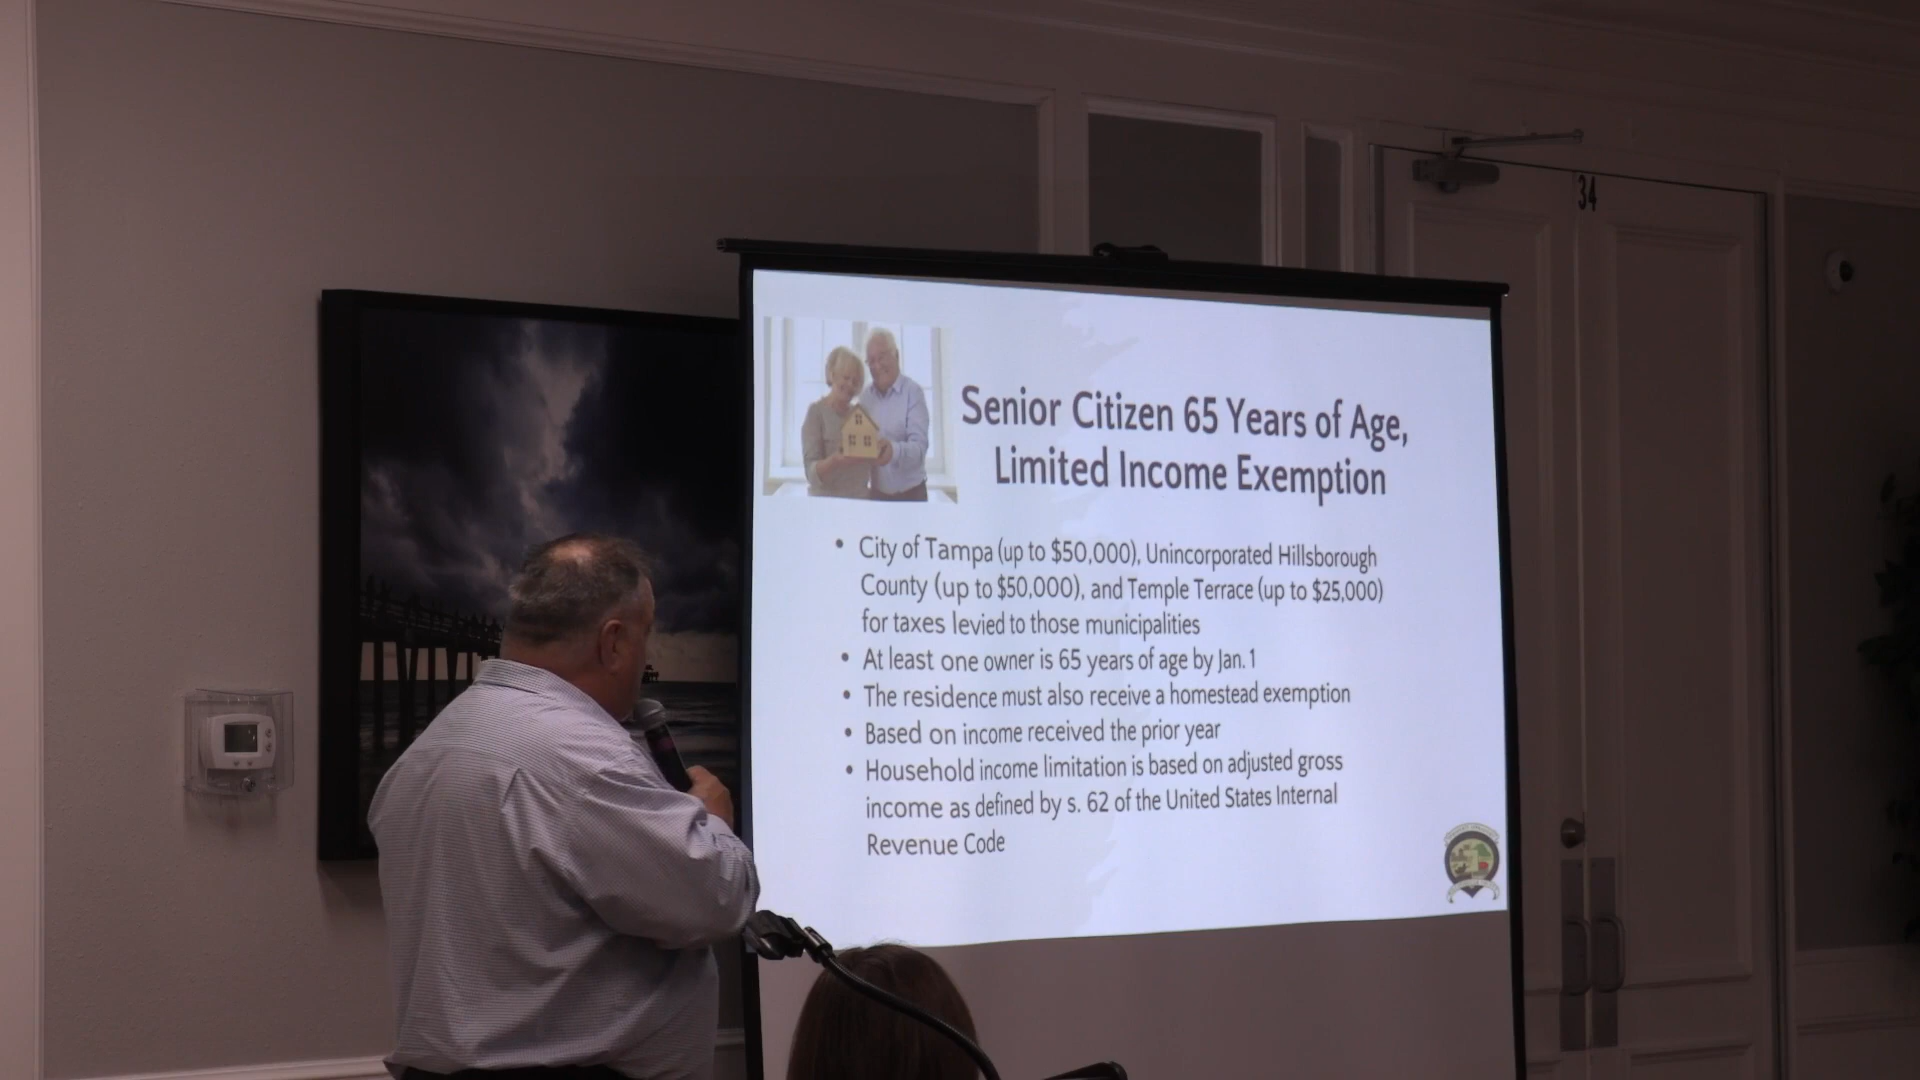 34
Senior Citizen 65 Years of Age,
Limited Income Exemption
• City of Tampa (up to $50,000), Unincorporated Hillsborough
County (up to $50,000), and Temple Terrace (up to $25,000)
for taxes levied to those municipalities
• At least one owner is 65 years of age by Jan. 1
• The residence must also receive a homestead exemption
• Based on income received the prior year
• Household income limitation is based on adjusted gross
income as defined by s. 62 of the United States Internal
Revenue Code